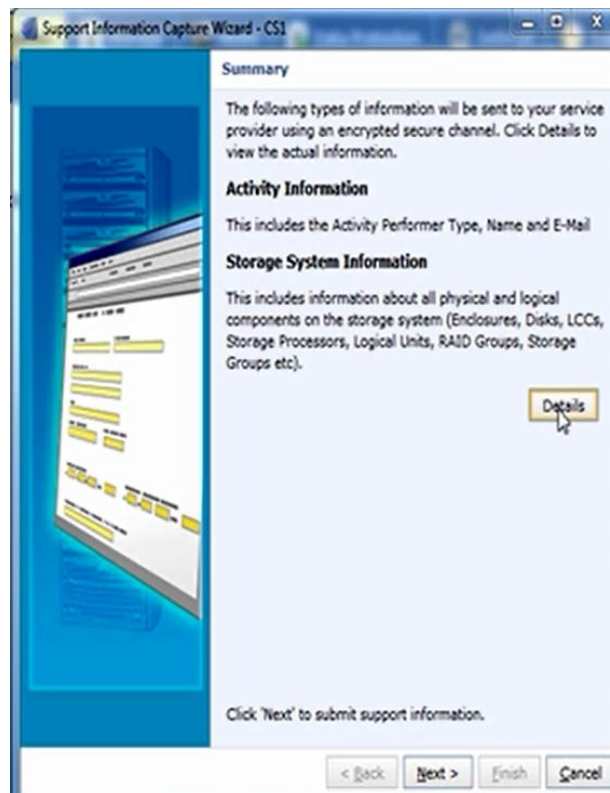 Support Information Capture Wizard - CS1
Summary
The following types of information will be sent to your service
provider using an encrypted secure channel. Click Details to
view the actual information.
Activity Information
This includes the Activity Performer Type, Name and E-Mail
Storage System Information
This includes information about all physical and logical
components on the storage system (Enclosures, Disks, LCCs,
Storage Processors, Logical Units, RAID Groups, Storage
Groups etc).
Details
Click 'Next' to submit support information.
< Back Next > Finish Cancel